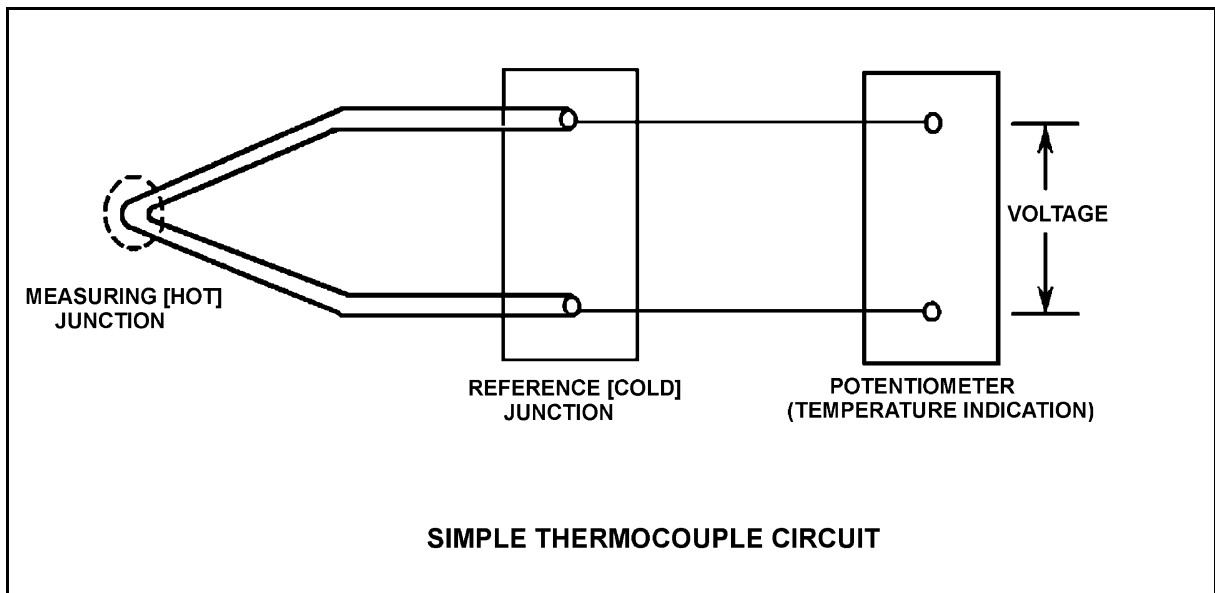 VOLTAGE
MEASURING [HOT]
JUNCTION
REFERENCE [COLD]
JUNCTION
POTENTIOMETER
(TEMPERATURE INDICATION)
SIMPLE THERMOCOUPLE CIRCUIT